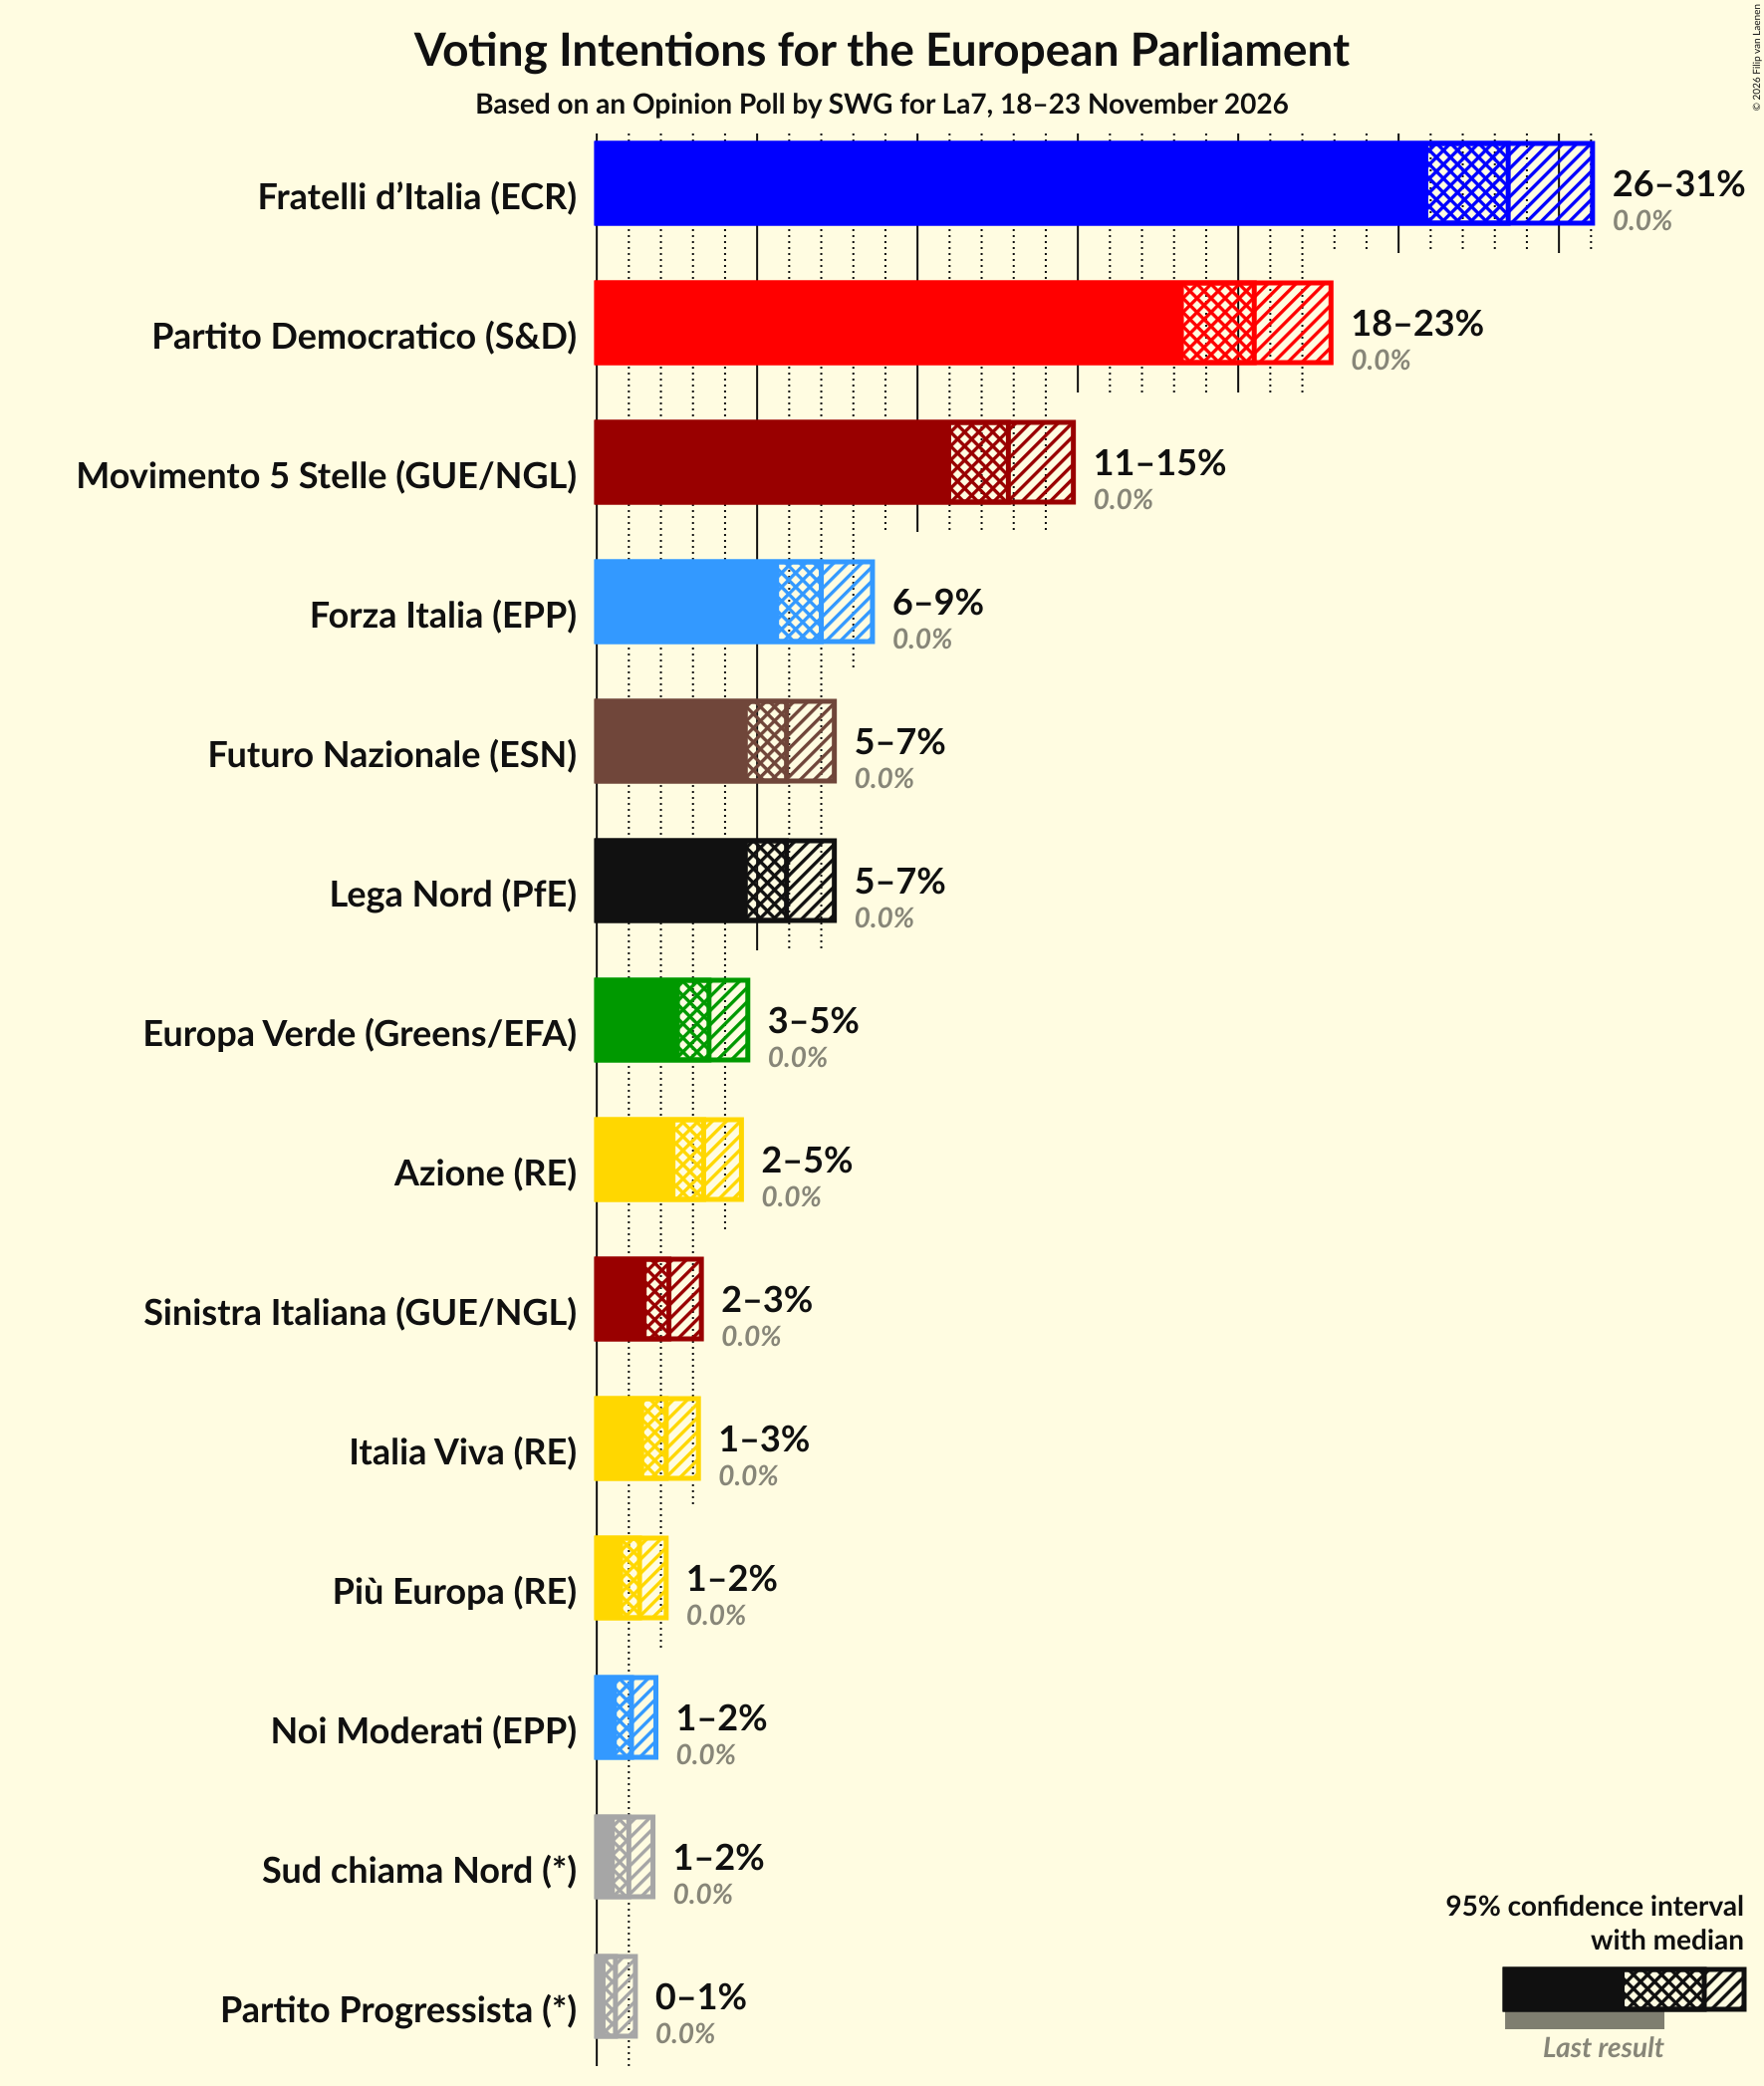 Voting Intentions for the European Parliament
Based on an Opinion Poll by SWG for La7, 18–23 November 2026
© 2026 Filip van Laenen
Fratelli d’Italia (ECR)
26–31%
0.0%
Partito Democratico (S&D)
18–23%
0.0%
Movimento 5 Stelle (GUE/NGL)
11–15%
0.0%
Forza Italia (EPP)
6–9%
0.0%
Futuro Nazionale (ESN)
5–7%
0.0%
Lega Nord (PfE)
5–7%
0.0%
Europa Verde (Greens/EFA)
3–5%
0.0%
Azione (RE)
2–5%
0.0%
Sinistra Italiana (GUE/NGL)
2–3%
0.0%
Italia Viva (RE)
1–3%
0.0%
Più Europa (RE)
1–2%
0.0%
Noi Moderati (EPP)
1–2%
0.0%
Sud chiama Nord (*)
1–2%
0.0%
Partito Progressista (*)
0–1%
0.0%
95% confidence interval
with median
Last result